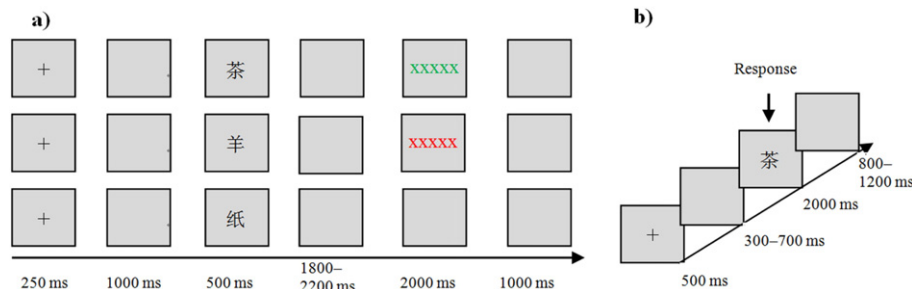 a)
+ 茶 XXXXX
+ 羊 XXXXX
+ 纸
250 ms 1000 ms 500 ms 1800–2200 ms 2000 ms 1000 ms
b)
Response
茶
+
800–
1200 ms
2000 ms
300–700 ms
500 ms